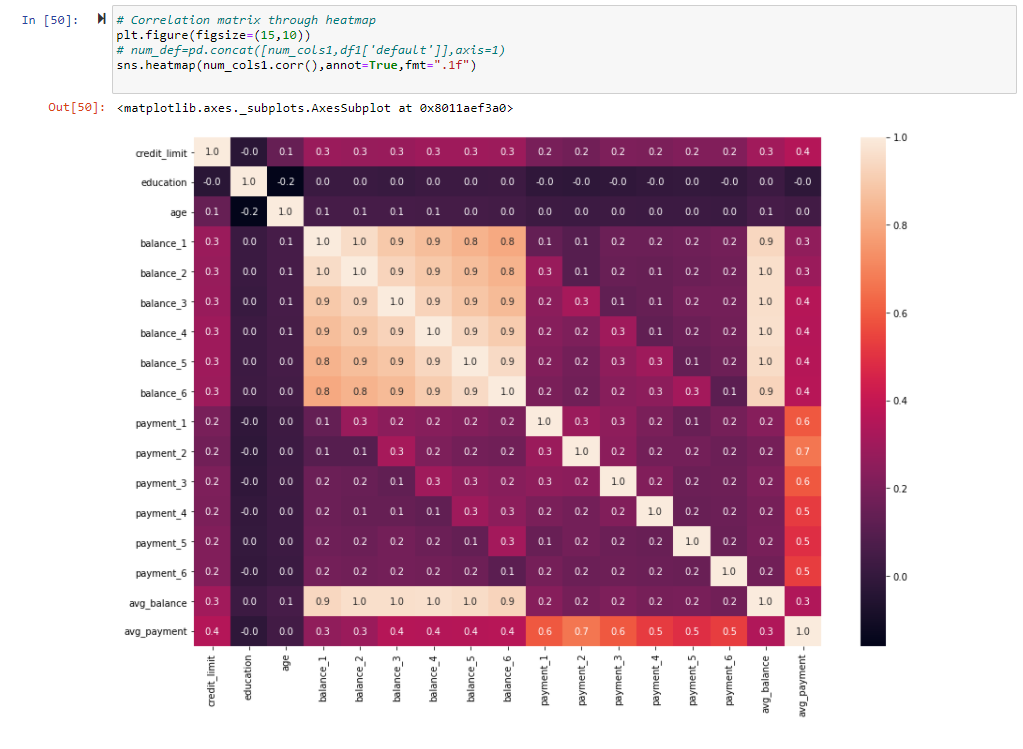 In [50]:
# Correlation matrix through heatmap
plt.figure(figsize=(15,10))
# num_def=pd.concat([num_cols1,df1['default']],axis=1)
sns.heatmap(num_cols1.corr(),annot=True,fmt=".1f")
Out[50]: <matplotlib.axes._subplots.AxesSubplot at 0x8011aef3a0>
credit_limit 1.0 -0.0 0.1 0.3 0.3 0.3 0.3 0.3 0.3 0.2 0.2 0.2 0.2 0.2 0.2 0.3 0.4
education -0.0 1.0 -0.2 0.0 0.0 0.0 0.0 0.0 0.0 -0.0 -0.0 -0.0 -0.0 0.0 -0.0 0.0 -0.0
age 0.1 -0.2 1.0 0.1 0.1 0.1 0.1 0.0 0.0 0.0 0.0 0.0 0.0 0.0 0.0 0.1 0.0
balance_1 0.3 0.0 0.1 1.0 1.0 0.9 0.9 0.8 0.8 0.1 0.1 0.2 0.2 0.2 0.2 0.9 0.3
balance_2 0.3 0.0 0.1 1.0 1.0 0.9 0.9 0.9 0.8 0.3 0.1 0.2 0.1 0.2 0.2 1.0 0.3
balance_3 0.3 0.0 0.1 0.9 0.9 1.0 0.9 0.9 0.9 0.2 0.3 0.1 0.1 0.2 0.2 1.0 0.4
balance_4 0.3 0.0 0.1 0.9 0.9 0.9 1.0 0.9 0.9 0.2 0.2 0.3 0.1 0.2 0.2 1.0 0.4
balance_5 0.3 0.0 0.0 0.8 0.9 0.9 0.9 1.0 0.9 0.2 0.2 0.3 0.3 0.1 0.2 1.0 0.4
balance_6 0.3 0.0 0.0 0.8 0.8 0.9 0.9 0.9 1.0 0.2 0.2 0.2 0.3 0.3 0.1 0.9 0.4
payment_1 0.2 -0.0 0.0 0.1 0.3 0.2 0.2 0.2 0.2 1.0 0.3 0.3 0.2 0.1 0.2 0.2 0.6
payment_2 0.2 -0.0 0.0 0.1 0.1 0.3 0.2 0.2 0.2 0.3 1.0 0.2 0.2 0.2 0.2 0.2 0.7
payment_3 0.2 -0.0 0.0 0.2 0.2 0.1 0.3 0.3 0.2 0.3 0.2 1.0 0.2 0.2 0.2 0.2 0.6
payment_4 0.2 -0.0 0.0 0.2 0.1 0.1 0.1 0.3 0.3 0.2 0.2 0.2 1.0 0.2 0.2 0.2 0.5
payment_5 0.2 0.0 0.0 0.2 0.2 0.2 0.2 0.1 0.3 0.1 0.2 0.2 0.2 1.0 0.2 0.2 0.5
payment_6 0.2 -0.0 0.0 0.2 0.2 0.2 0.2 0.2 0.1 0.2 0.2 0.2 0.2 0.2 1.0 0.2 0.5
avg_balance 0.3 0.0 0.1 0.9 1.0 1.0 1.0 1.0 0.9 0.2 0.2 0.2 0.2 0.2 0.2 1.0 0.3
avg_payment 0.4 -0.0 0.0 0.3 0.3 0.4 0.4 0.4 0.4 0.6 0.7 0.6 0.5 0.5 0.5 0.3 1.0
credit_limit
education
age
balance_1
balance_2
balance_3
balance_4
balance_5
balance_6
payment_1
payment_2
payment_3
payment_4
payment_5
payment_6
avg_balance
avg_payment
1.0
0.8
0.6
0.4
0.2
0.0